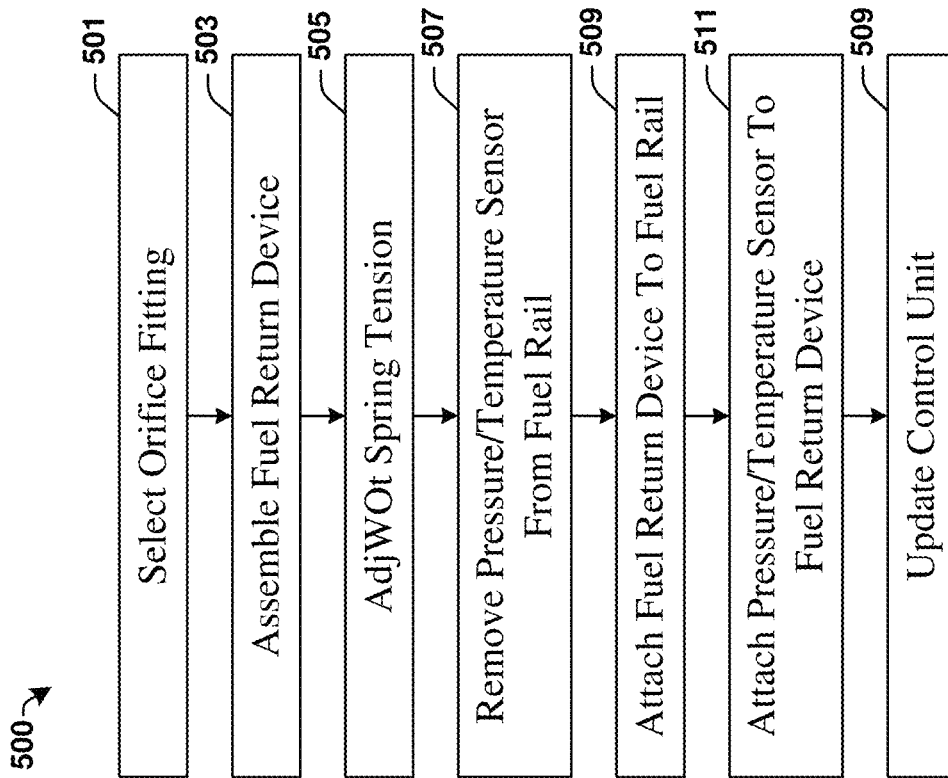 500
501
Select Orifice Fitting
503
Assemble Fuel Return Device
505
AdjWOt Spring Tension
507
Remove Pressure/Temperature Sensor
From Fuel Rail
509
Attach Fuel Return Device To Fuel Rail
511
Attach Pressure/Temperature Sensor To
Fuel Return Device
509
Update Control Unit